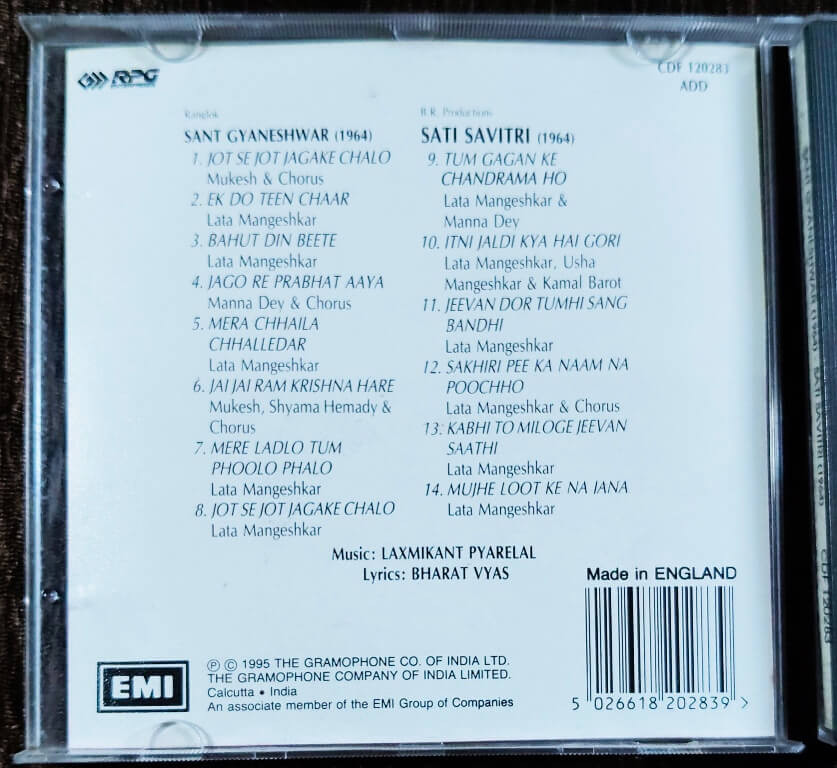 RPG
CDF 120283
ADD
Ranglok
SANT GYANESHWAR (1964)
1. JOT SE JOT JAGAKE CHALO
Mukesh & Chorus
2. EK DO TEEN CHAAR
Lata Mangeshkar
3. BAHUT DIN BEETE
Lata Mangeshkar
4. JAGO RE PRABHAT AAYA
Manna Dey & Chorus
5. MERA CHHAILA
CHHALLEDAR
Lata Mangeshkar
6. JAI JAI RAM KRISHNA HARE
Mukesh, Shyama Hemady &
Chorus
7. MERE LADLO TUM
PHOOLO PHALO
Lata Mangeshkar
8. JOT SE JOT JAGAKE CHALO
Lata Mangeshkar
B.R. Productions
SATI SAVITRI (1964)
9. TUM GAGAN KE
CHANDRAMA HO
Lata Mangeshkar &
Manna Dey
10. ITNI JALDI KYA HAI GORI
Lata Mangeshkar, Usha
Mangeshkar & Kamal Barot
11. JEEVAN DOR TUMHI SANG
BANDHI
Lata Mangeshkar
12. SAKHIRI PEE KA NAAM NA
POOCHHO
Lata Mangeshkar & Chorus
13. KABHI TO MILOGE JEEVAN
SAATHI
Lata Mangeshkar
14. MUJHE LOOT KE NA JANA
Lata Mangeshkar
Music: LAXMIKANT PYARELAL
Lyrics: BHARAT VYAS
Made in ENGLAND
5 026618 202839 >
EMI
℗ © 1995 THE GRAMOPHONE CO. OF INDIA LTD.
THE GRAMOPHONE COMPANY OF INDIA LIMITED.
Calcutta • India
An associate member of the EMI Group of Companies
GYANESHWAR (1964) SATI SAVITRI (1964)
CDF 120283